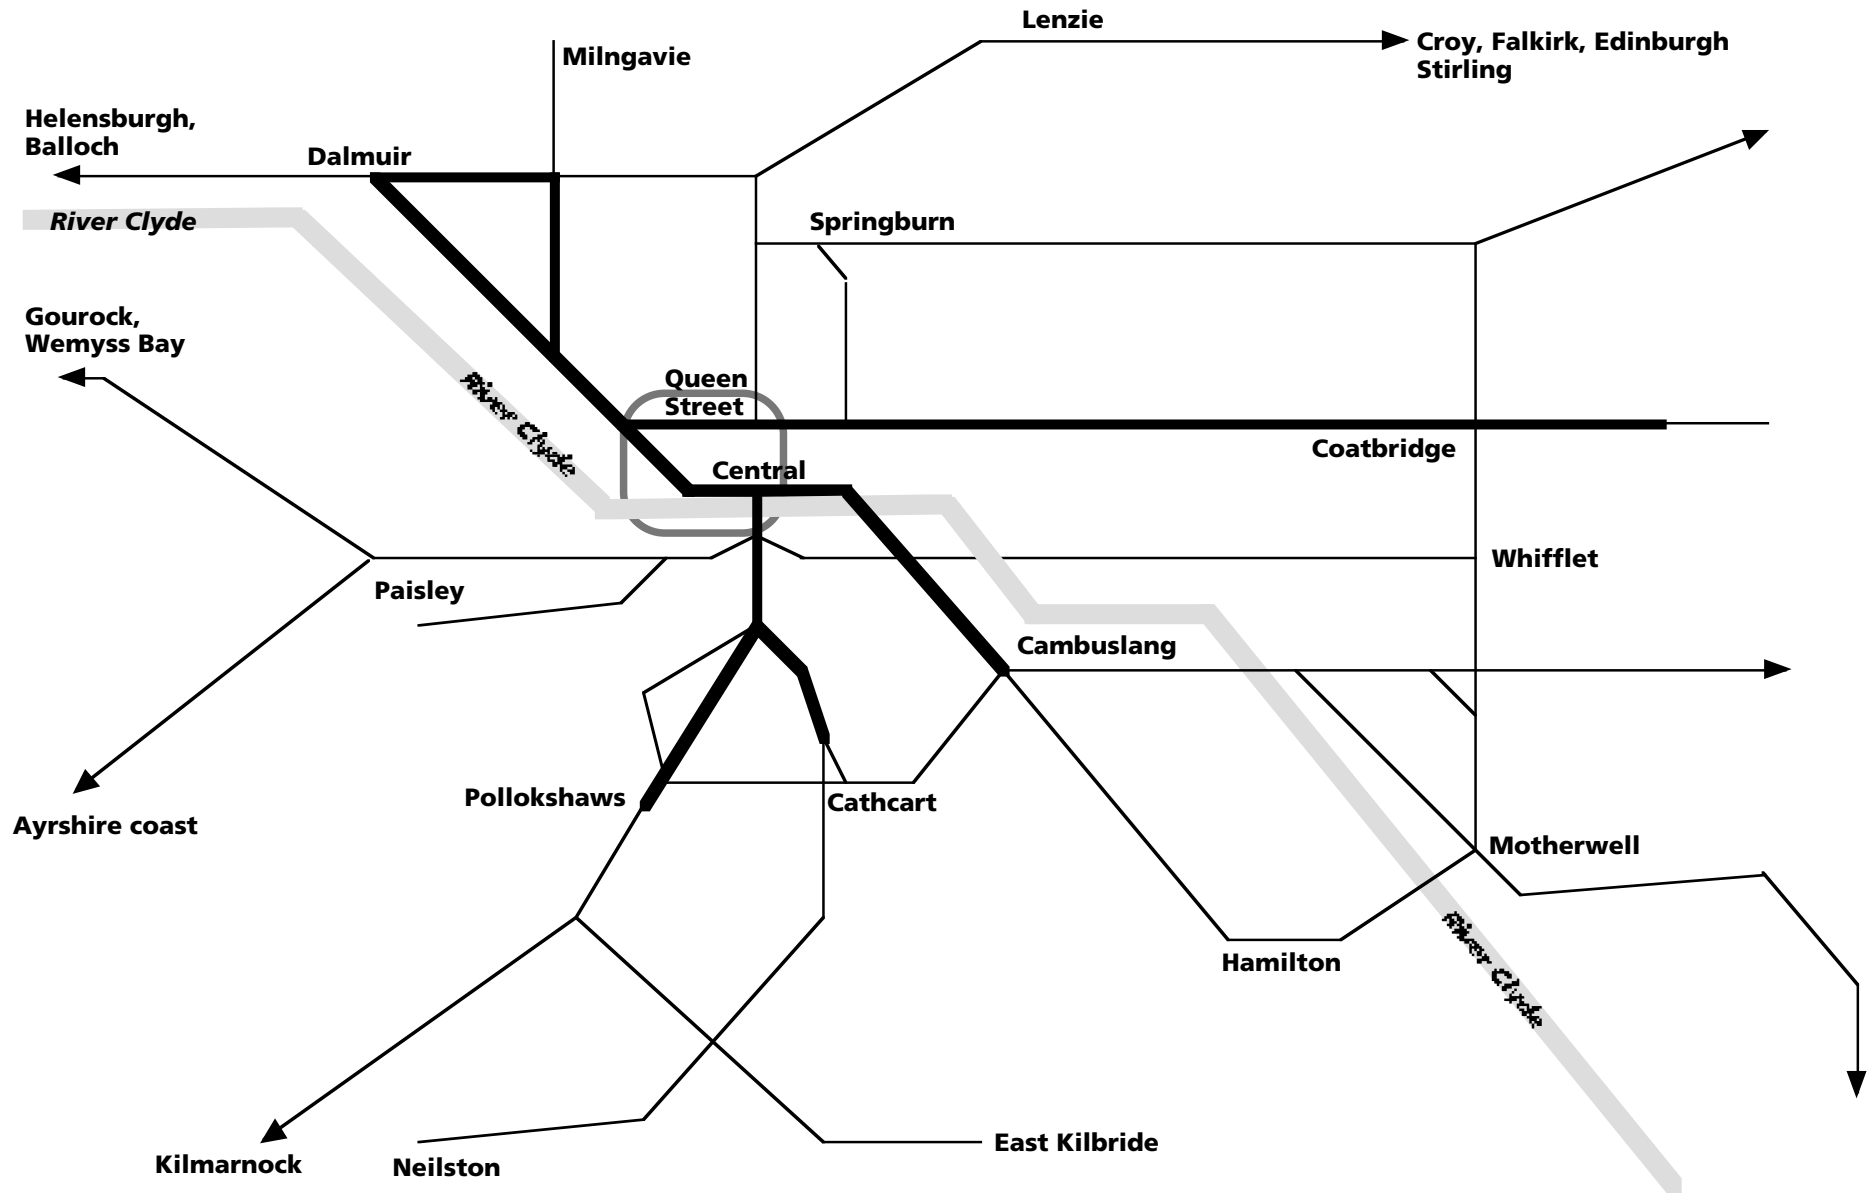 Lenzie
Croy, Falkirk, Edinburgh
Stirling
Milngavie
Helensburgh,
Balloch
Dalmuir
River Clyde
Springburn
Gourock,
Wemyss Bay
Queen
Street
River Clyde
Coatbridge
Central
Whifflet
Paisley
Cambuslang
Pollokshaws
Cathcart
Ayrshire coast
Motherwell
Hamilton
River Clyde
East Kilbride
Kilmarnock
Neilston